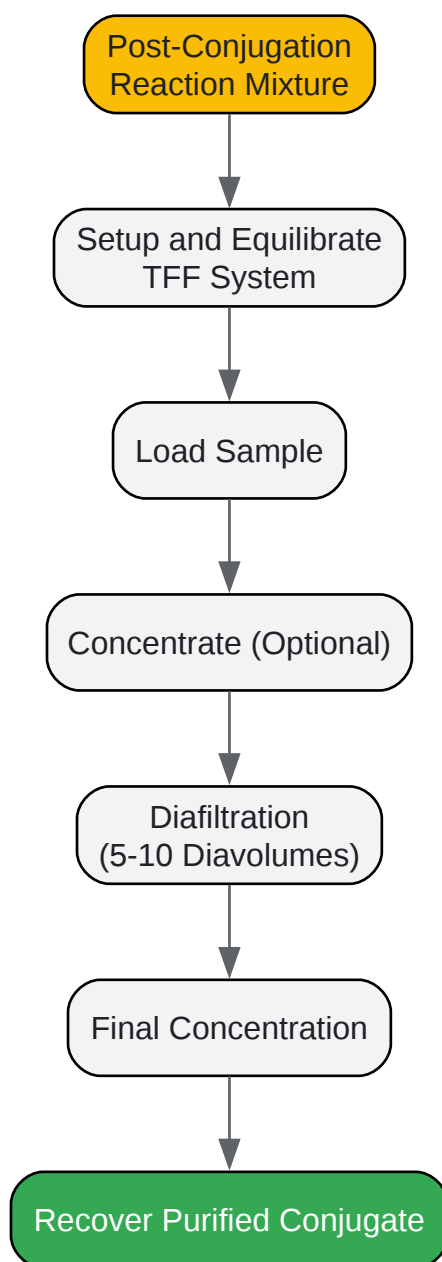 Post-Conjugation
Reaction Mixture
Setup and Equilibrate
TFF System
Load Sample
Concentrate (Optional)
Diafiltration
(5-10 Diavolumes)
Final Concentration
Recover Purified Conjugate